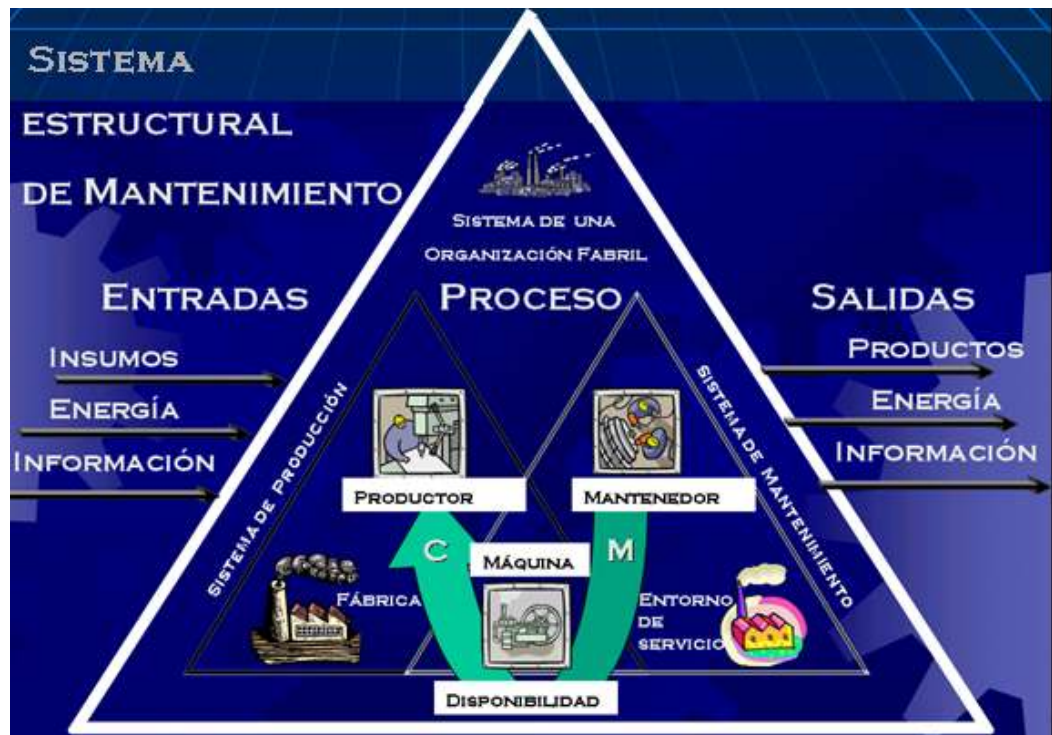 SISTEMA
ESTRUCTURAL
DE MANTENIMIENTO
SISTEMA DE UNA
ORGANIZACIÓN FABRIL
ENTRADAS
PROCESO
SALIDAS
INSUMOS
ENERGÍA
INFORMACIÓN
PRODUCTOS
ENERGÍA
INFORMACIÓN
SISTEMA DE PRODUCCIÓN
SISTEMA DE MANTENIMIENTO
PRODUCTOR
MANTENEDOR
C
MÁQUINA
M
FÁBRICA
ENTORNO
DE
SERVICIO
DISPONIBILIDAD